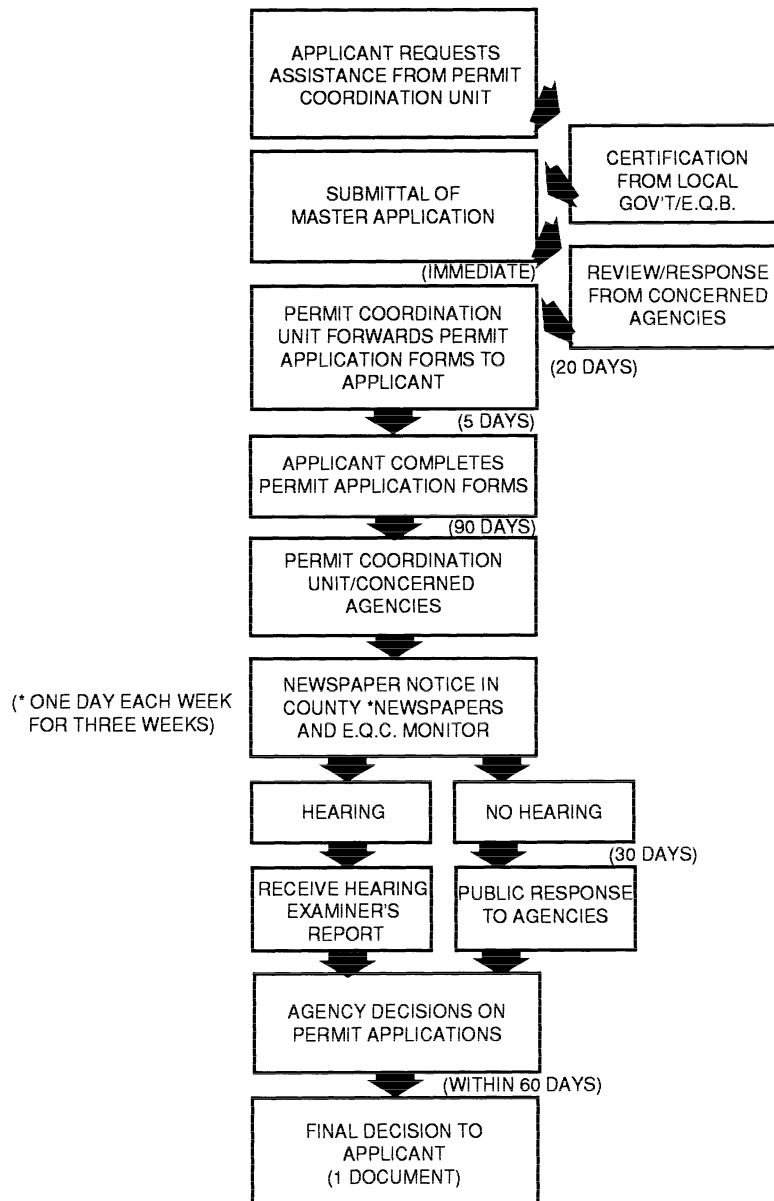 APPLICANT REQUESTS
ASSISTANCE FROM PERMIT
COORDINATION UNIT
CERTIFICATION
FROM LOCAL
GOV'T/E.Q.B.
SUBMITTAL OF
MASTER APPLICATION
(IMMEDIATE)
REVIEW/RESPONSE
FROM CONCERNED
AGENCIES
(20 DAYS)
PERMIT COORDINATION
UNIT FORWARDS PERMIT
APPLICATION FORMS TO
APPLICANT
(5 DAYS)
APPLICANT COMPLETES
PERMIT APPLICATION FORMS
(90 DAYS)
PERMIT COORDINATION
UNIT/CONCERNED
AGENCIES
(* ONE DAY EACH WEEK
FOR THREE WEEKS)
NEWSPAPER NOTICE IN
COUNTY *NEWSPAPERS
AND E.Q.C. MONITOR
HEARING
NO HEARING
(30 DAYS)
RECEIVE HEARING
EXAMINER'S
REPORT
PUBLIC RESPONSE
TO AGENCIES
AGENCY DECISIONS ON
PERMIT APPLICATIONS
(WITHIN 60 DAYS)
FINAL DECISION TO
APPLICANT
(1 DOCUMENT)